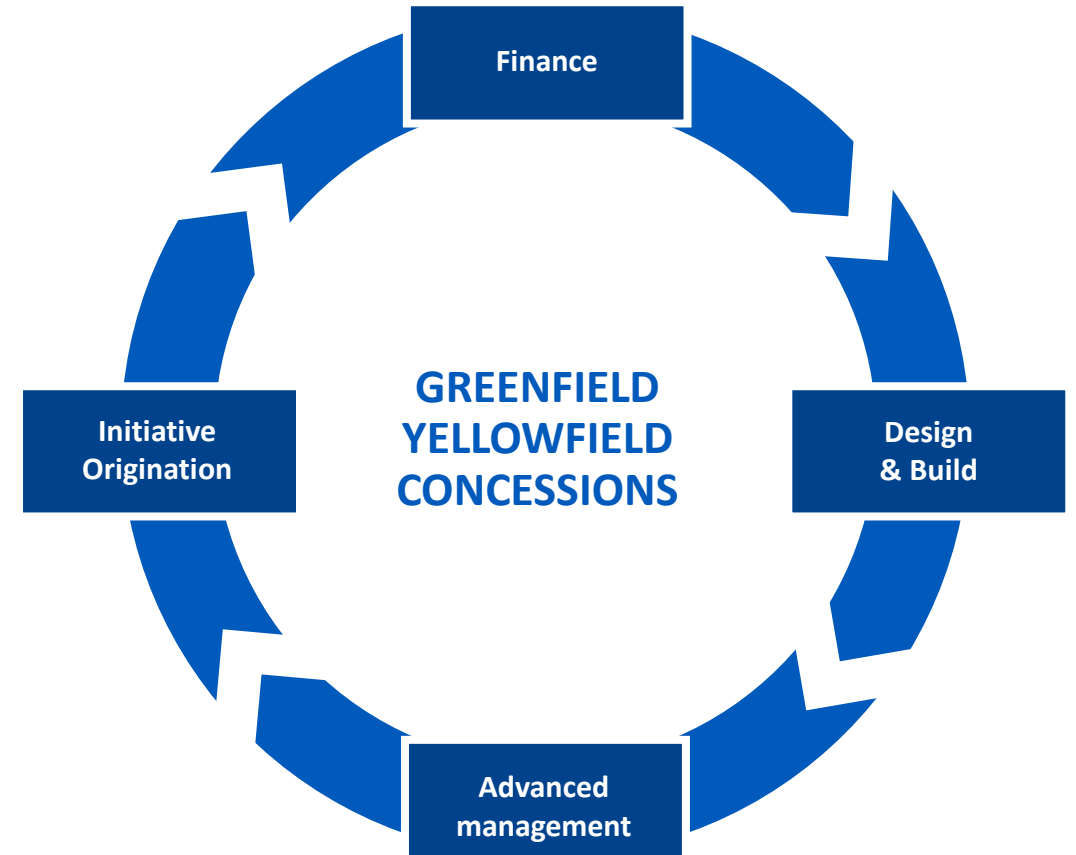 Finance
Initiative
Origination
GREENFIELD
YELLOWFIELD
CONCESSIONS
Design
& Build
Advanced
management